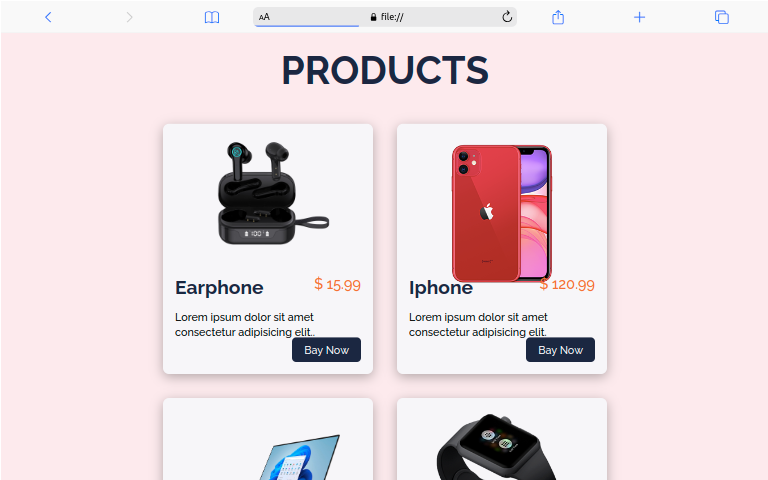 AA file://
PRODUCTS
100
Earphone $ 15.99
Lorem ipsum dolor sit amet
consectetur adipisicing elit..
Bay Now
Iphone $ 120.99
Lorem ipsum dolor sit amet
consectetur adipisicing elit.
Bay Now